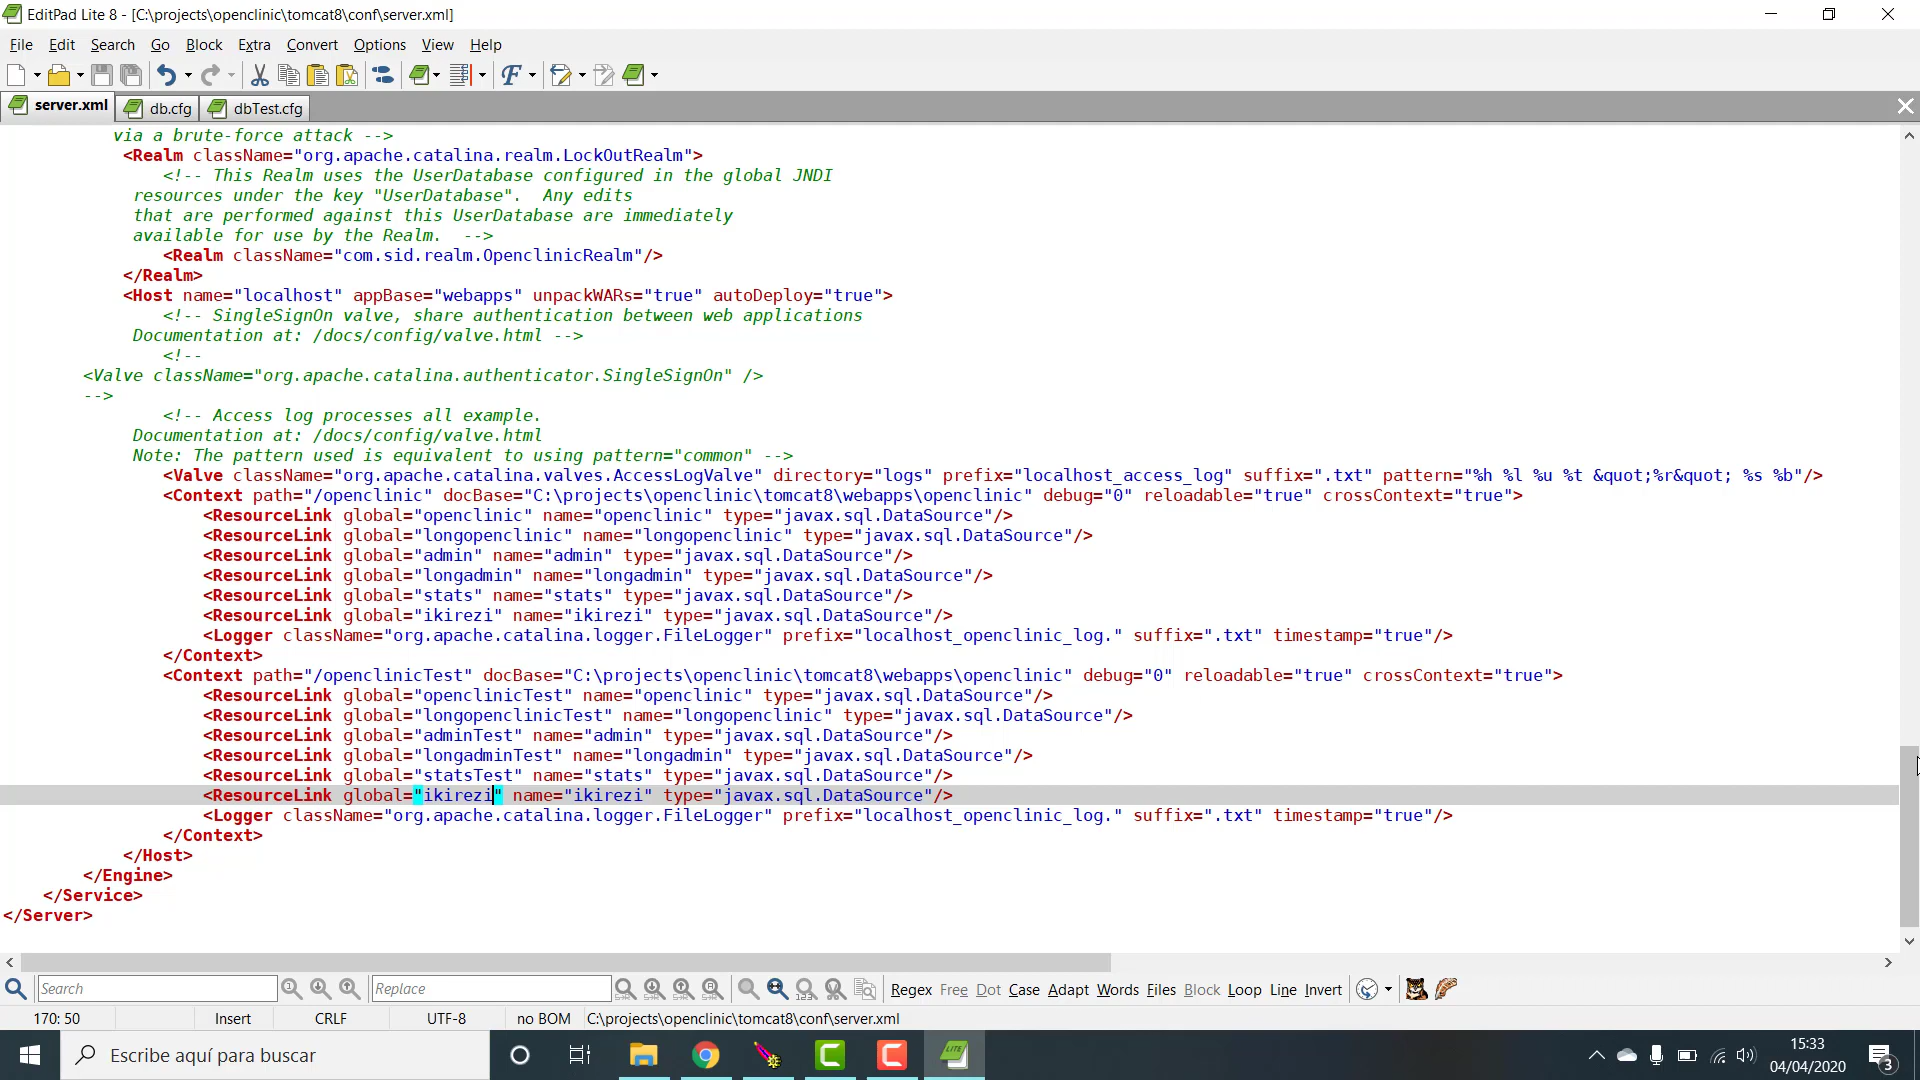 EditPad Lite 8 - [C:\projects\openclinic\tomcat8\conf\server.xml]
File Edit Search Go Block Extra Convert Options View Help
server.xml db.cfg dbTest.cfg
via a brute-force attack -->
<Realm className="org.apache.catalina.realm.LockOutRealm">
<!-- This Realm uses the UserDatabase configured in the global JNDI
resources under the key "UserDatabase".  Any edits
that are performed against this UserDatabase are immediately
available for use by the Realm.  -->
<Realm className="com.sid.realm.OpenclinicRealm"/>
</Realm>
<Host name="localhost" appBase="webapps" unpackWARs="true" autoDeploy="true">
<!-- SingleSignOn valve, share authentication between web applications
Documentation at: /docs/config/valve.html -->
<!--
<Valve className="org.apache.catalina.authenticator.SingleSignOn" />
-->
<!-- Access log processes all example.
Documentation at: /docs/config/valve.html
Note: The pattern used is equivalent to using pattern="common" -->
<Valve className="org.apache.catalina.valves.AccessLogValve" directory="logs" prefix="localhost_access_log" suffix=".txt" pattern="%h %l %u %t &quot;%r&quot; %s %b"/>
<Context path="/openclinic" docBase="C:\projects\openclinic\tomcat8\webapps\openclinic" debug="0" reloadable="true" crossContext="true">
<ResourceLink global="openclinic" name="openclinic" type="javax.sql.DataSource"/>
<ResourceLink global="longopenclinic" name="longopenclinic" type="javax.sql.DataSource"/>
<ResourceLink global="admin" name="admin" type="javax.sql.DataSource"/>
<ResourceLink global="longadmin" name="longadmin" type="javax.sql.DataSource"/>
<ResourceLink global="stats" name="stats" type="javax.sql.DataSource"/>
<ResourceLink global="ikirezi" name="ikirezi" type="javax.sql.DataSource"/>
<Logger className="org.apache.catalina.logger.FileLogger" prefix="localhost_openclinic_log." suffix=".txt" timestamp="true"/>
</Context>
<Context path="/openclinicTest" docBase="C:\projects\openclinic\tomcat8\webapps\openclinic" debug="0" reloadable="true" crossContext="true">
<ResourceLink global="openclinicTest" name="openclinic" type="javax.sql.DataSource"/>
<ResourceLink global="longopenclinicTest" name="longopenclinic" type="javax.sql.DataSource"/>
<ResourceLink global="adminTest" name="admin" type="javax.sql.DataSource"/>
<ResourceLink global="longadminTest" name="longadmin" type="javax.sql.DataSource"/>
<ResourceLink global="statsTest" name="stats" type="javax.sql.DataSource"/>
<ResourceLink global="ikirezi" name="ikirezi" type="javax.sql.DataSource"/>
<Logger className="org.apache.catalina.logger.FileLogger" prefix="localhost_openclinic_log." suffix=".txt" timestamp="true"/>
</Context>
</Host>
</Engine>
</Service>
</Server>
Search Replace Regex Free Dot Case Adapt Words Files Block Loop Line Invert
170: 50 Insert CRLF UTF-8 no BOM C:\projects\openclinic\tomcat8\conf\server.xml
Escribe aquí para buscar
15:33
04/04/2020
3